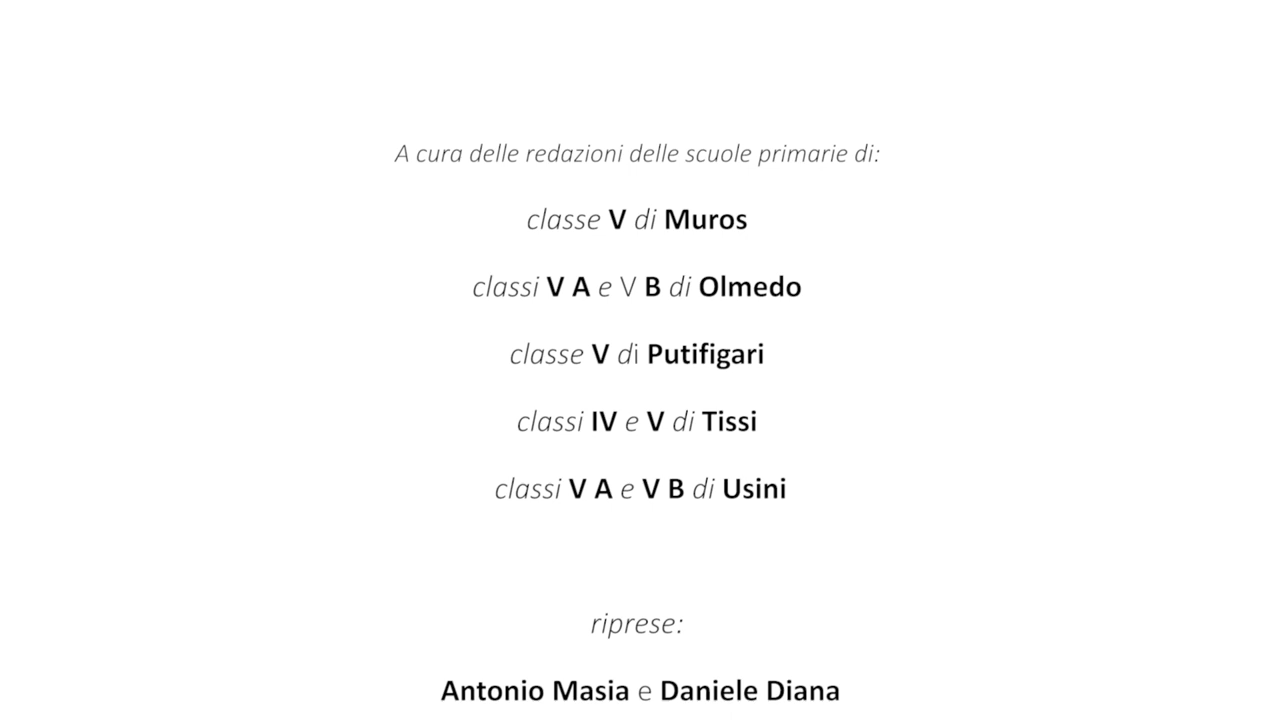 A cura delle redazioni delle scuole primarie di:
classe V di Muros
classi V A e V B di Olmedo
classe V di Putifigari
classi IV e V di Tissi
classi V A e V B di Usini
riprese:
Antonio Masia e Daniele Diana